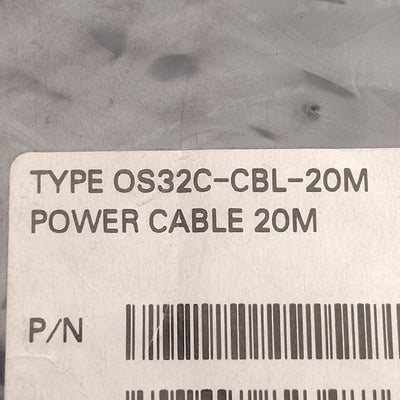 TYPE OS32C-CBL-20M
POWER CABLE 20M
P/N